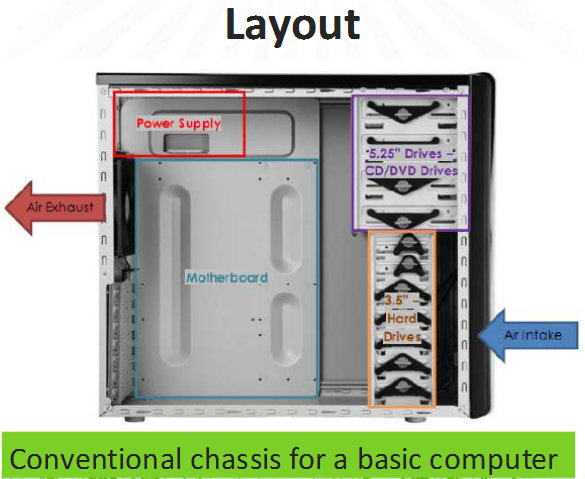 Layout
Power Supply
5.25" Drives –
CD/DVD Drives
Air Exhaust
Motherboard
3.5" –
Hard
Drives
Air Intake
Conventional chassis for a basic computer